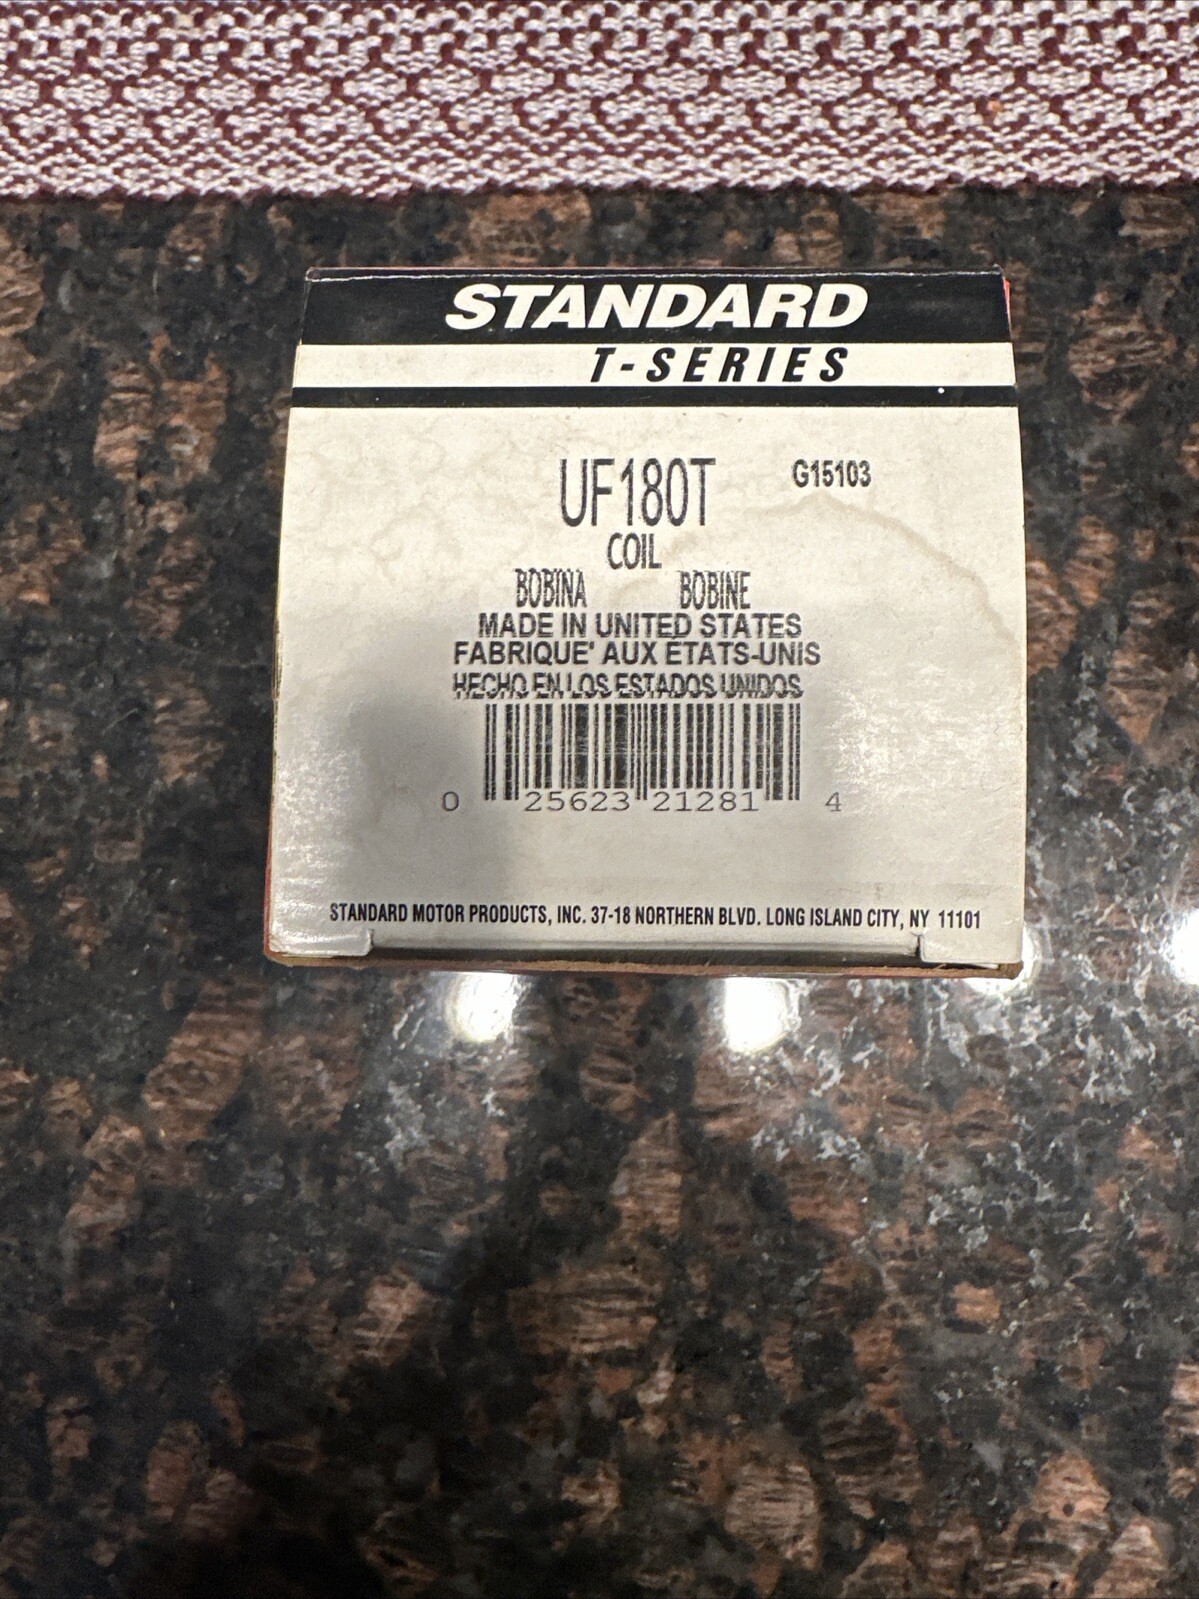 STANDARD
T-SERIES
UF180T G15103
COIL
BOBINA BOBINE
MADE IN UNITED STATES
FABRIQUE' AUX ETATS-UNIS
HECHO EN LOS ESTADOS UNIDOS
0 25623 21281 4
STANDARD MOTOR PRODUCTS, INC. 37-18 NORTHERN BLVD. LONG ISLAND CITY, NY 11101